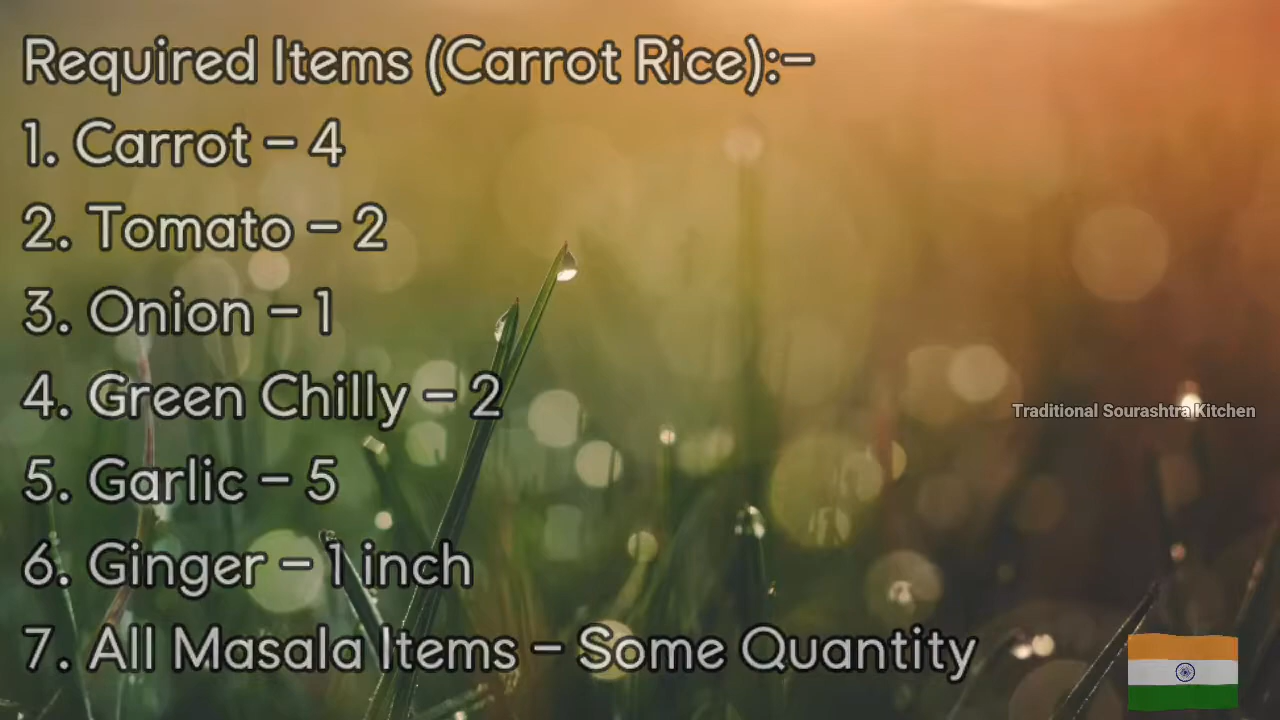 Required Items (Carrot Rice):–
1. Carrot – 4
2. Tomato – 2
3. Onion – 1
4. Green Chilly – 2
Traditional Sourashtra Kitchen
5. Garlic – 5
6. Ginger – 1 inch
7. All Masala Items – Some Quantity